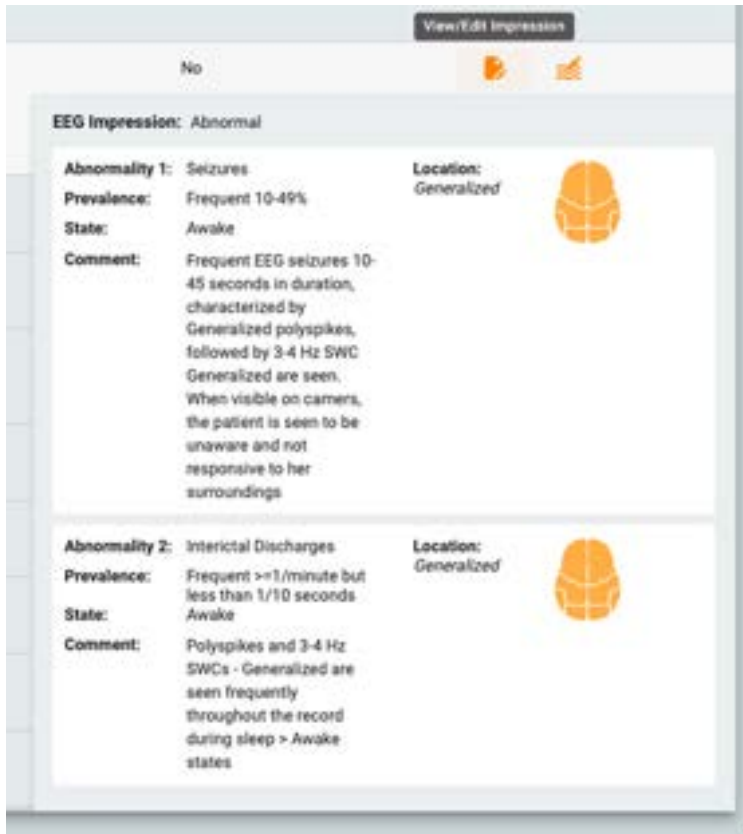 View/Edit Impression
No
EEG Impression: Abnormal
Abnormality 1: Seizures
Location:
Generalized
Prevalence: Frequent 10-49%
State: Awake
Comment: Frequent EEG seizures 10-
45 seconds in duration,
characterized by
Generalized polyspikes,
followed by 3-4 Hz SWC
Generalized are seen.
When visible on camers,
the patient is seen to be
unaware and not
responsive to her
surroundings
Abnormality 2: Interictal Discharges
Location:
Generalized
Prevalence: Frequent >=1/minute but
less than 1/10 seconds
State: Awake
Comment: Polyspikes and 3-4 Hz
SWCs - Generalized are
seen frequently
throughout the record
during sleep > Awake
states